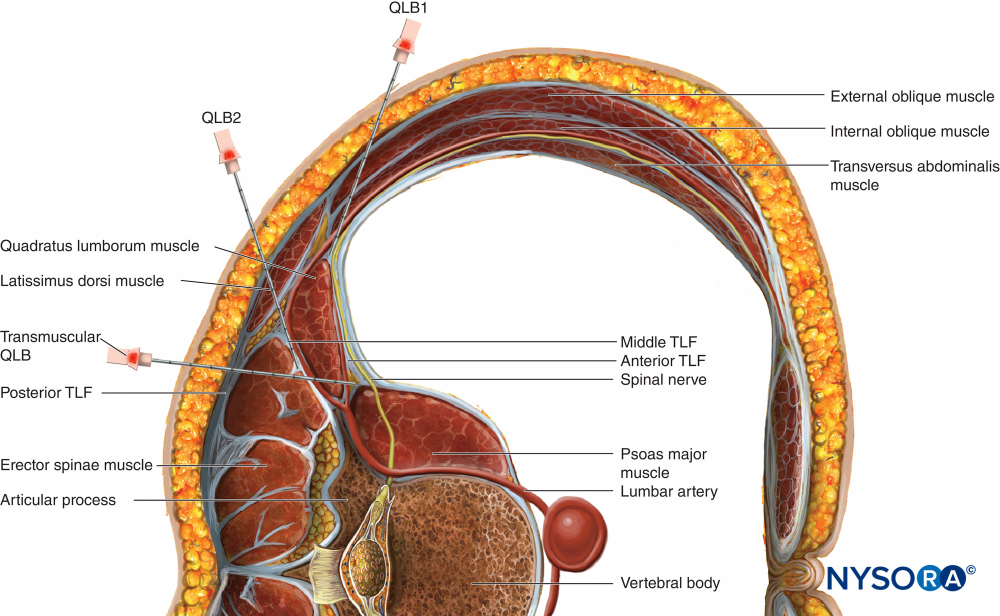 QLB1
QLB2
External oblique muscle
Internal oblique muscle
Transversus abdominalis
muscle
Quadratus lumborum muscle
Latissimus dorsi muscle
Transmuscular
QLB
Posterior TLF
Erector spinae muscle
Articular process
Middle TLF
Anterior TLF
Spinal nerve
Psoas major
muscle
Lumbar artery
Vertebral body
NYSORA©